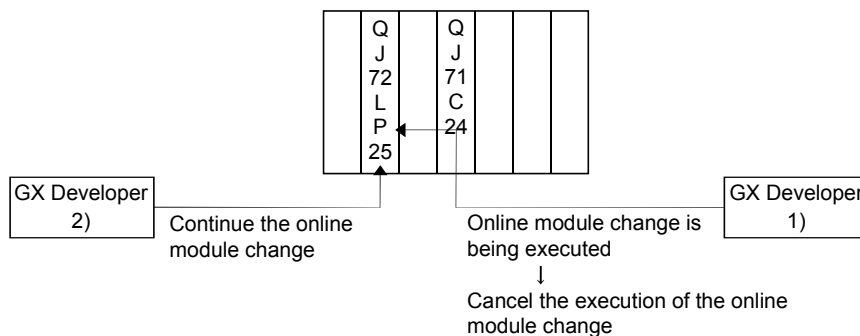 Q
J
72
L
P
25
Q
J
71
C
24
GX Developer
2)
Continue the online
module change
Online module change is
being executed
↓
Cancel the execution of the online
module change
GX Developer
1)